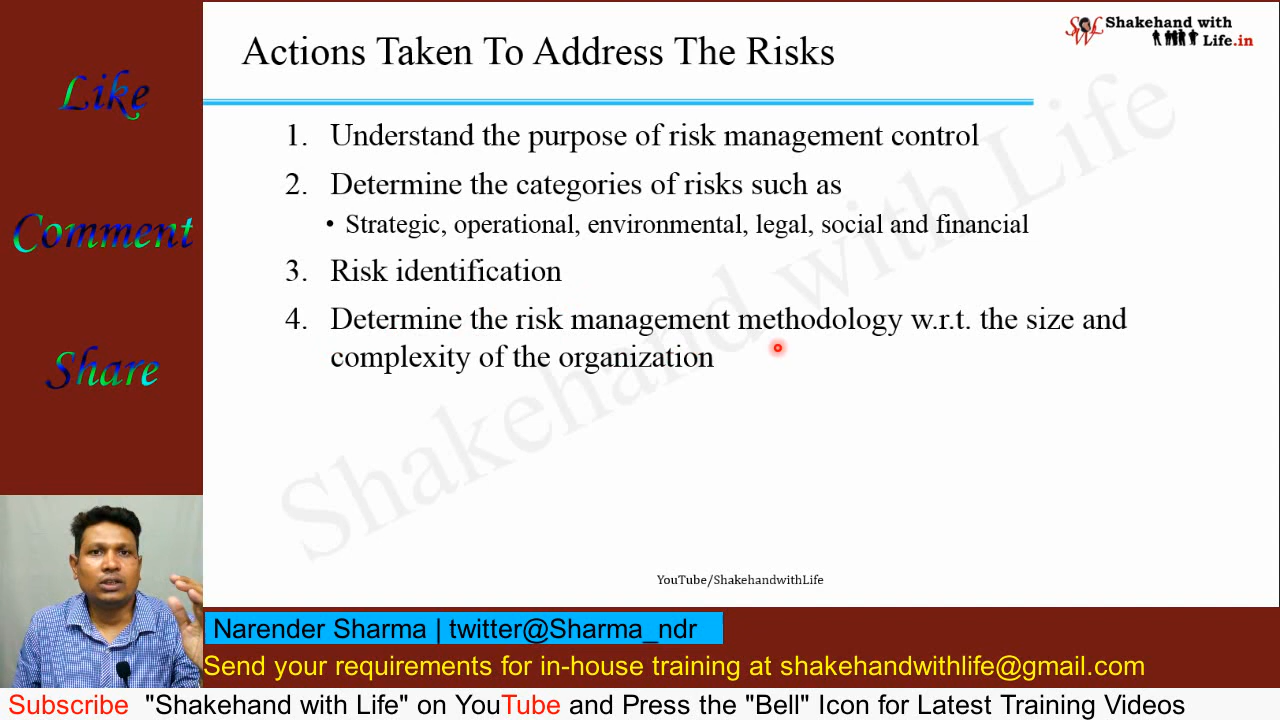 Shakehand with
Life.in
Actions Taken To Address The Risks
Like
Comment
Share
1. Understand the purpose of risk management control
2. Determine the categories of risks such as
• Strategic, operational, environmental, legal, social and financial
3. Risk identification
4. Determine the risk management methodology w.r.t. the size and
complexity of the organization
Shakehand with Life
YouTube/ShakehandwithLife
Narender Sharma | twitter@Sharma_ndr
Send your requirements for in-house training at shakehandwithlife@gmail.com
Subscribe "Shakehand with Life" on YouTube and Press the "Bell" Icon for Latest Training Videos